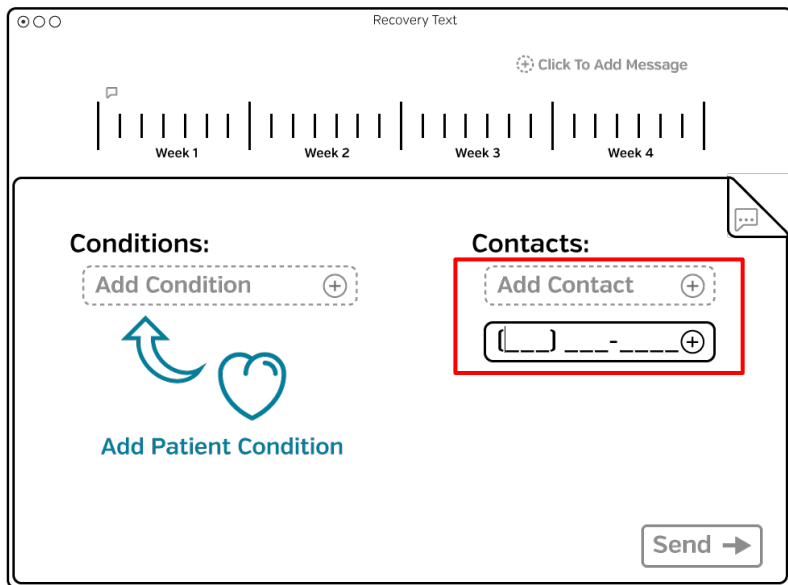 Recovery Text
Click To Add Message
Week 1 Week 2 Week 3 Week 4
Conditions:
Add Condition
Add Patient Condition
Contacts:
Add Contact
(___) ___-____
Send